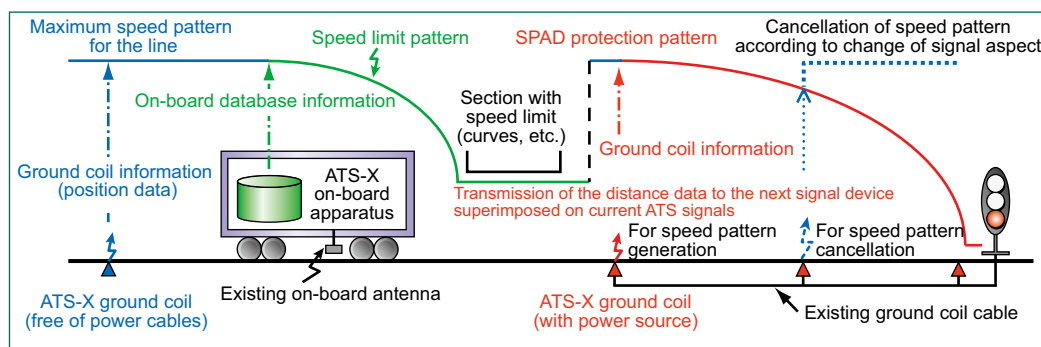 Maximum speed pattern
for the line
Speed limit pattern
SPAD protection pattern
Cancellation of speed pattern
according to change of signal aspect
On-board database information
Section with
speed limit
(curves, etc.)
Ground coil information
(position data)
ATS-X
on-board
apparatus
Ground coil information
Transmission of the distance data to the next signal device
superimposed on current ATS signals
For speed pattern
generation
For speed pattern
cancellation
ATS-X ground coil
(free of power cables)
Existing on-board antenna
ATS-X ground coil
(with power source)
Existing ground coil cable